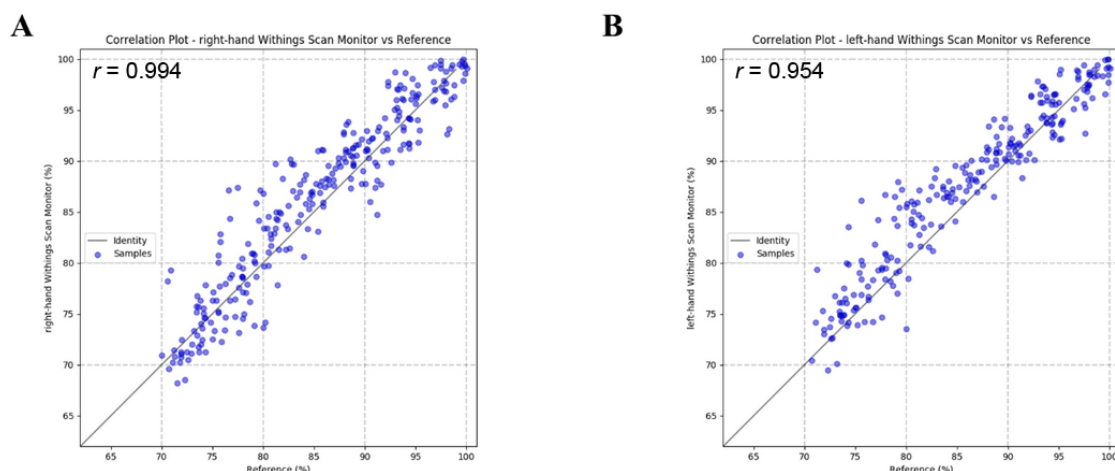 A
Correlation Plot - right-hand Withings Scan Monitor vs Reference
r = 0.994
100
95
90
85
80
75
70
65
right-hand Withings Scan Monitor (%)
Identity
Samples
65 70 75 80 85 90 95 100
Reference (%)
B
Correlation Plot - left-hand Withings Scan Monitor vs Reference
r = 0.954
100
95
90
85
80
75
70
65
left-hand Withings Scan Monitor (%)
Identity
Samples
65 70 75 80 85 90 95 100
Reference (%)